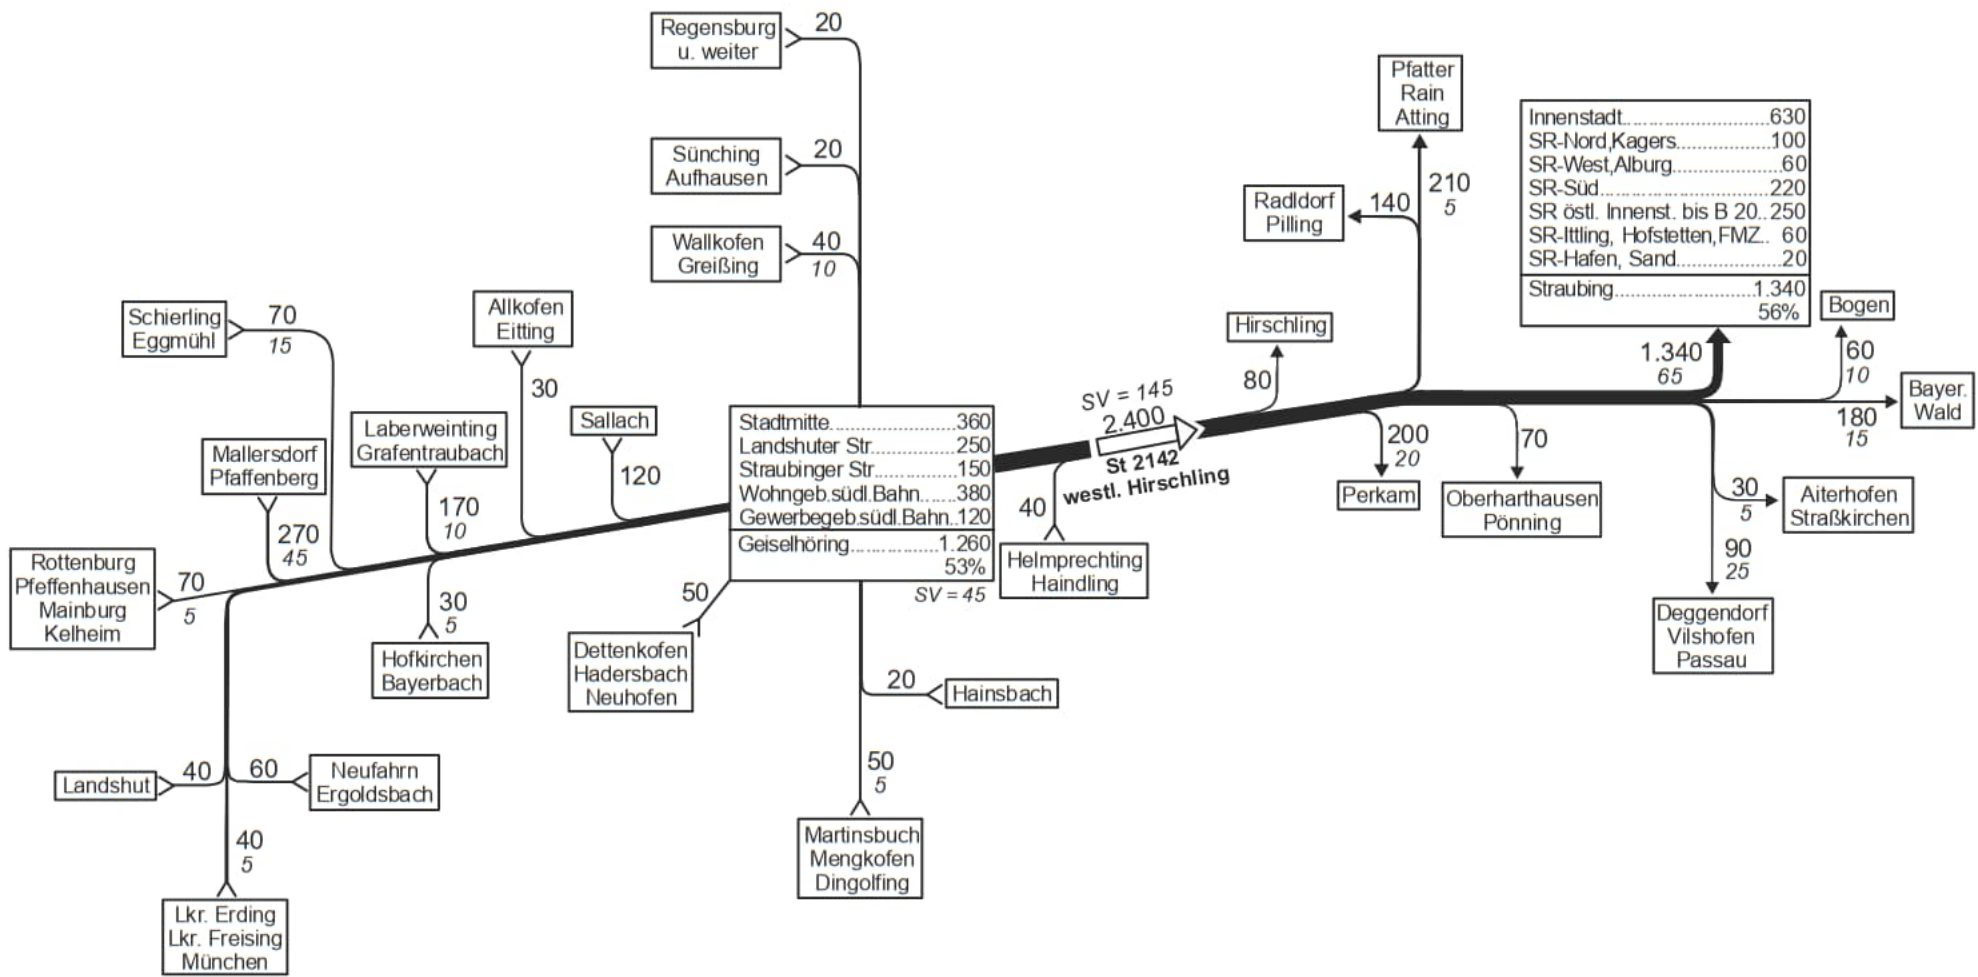 Regensburg
u. weiter
20
Sünching
Aufhausen
20
Wallkofen
Greißing
40
10
Schierling
Eggmühl
70
15
Allkofen
Eitting
30
Mallersdorf
Pfaffenberg
270
45
Laberweinting
Grafentraubach
170
10
Sallach
120
Rottenburg
Pfeffenhausen
Mainburg
Kelheim
70
5
30
5
Hofkirchen
Bayerbach
Landshut
40
60
Neufahrn
Ergoldsbach
40
5
Lkr. Erding
Lkr. Freising
München
Stadtmitte....................360
Landshuter Str..............250
Straubinger Str..............150
Wohngeb.südl.Bahn......380
Gewerbegeb.südl.Bahn..120
Geiselhöring.................1.260
53%
SV = 45
50
Dettenkofen
Hadersbach
Neuhofen
20
Hainsbach
50
5
Martinsbuch
Mengkofen
Dingolfing
40
Helmprechting
Haindling
SV = 145
2.400
St 2142
westl. Hirschling
Hirschling
80
Radldorf
Pilling
140
Pfatter
Rain
Atting
210
5
200
20
Perkam
70
Oberharthausen
Pönning
Innenstadt.........................630
SR-Nord,Kagers................100
SR-West,Alburg..................60
SR-Süd.............................220
SR östl. Innenst. bis B 20..250
SR-Ittling, Hofstetten,FMZ.. 60
SR-Hafen, Sand..................20
Straubing.........................1.340
56%
1.340
65
Bogen
60
10
Bayer.
Wald
180
15
30
5
Aiterhofen
Straßkirchen
90
25
Deggendorf
Vilshofen
Passau